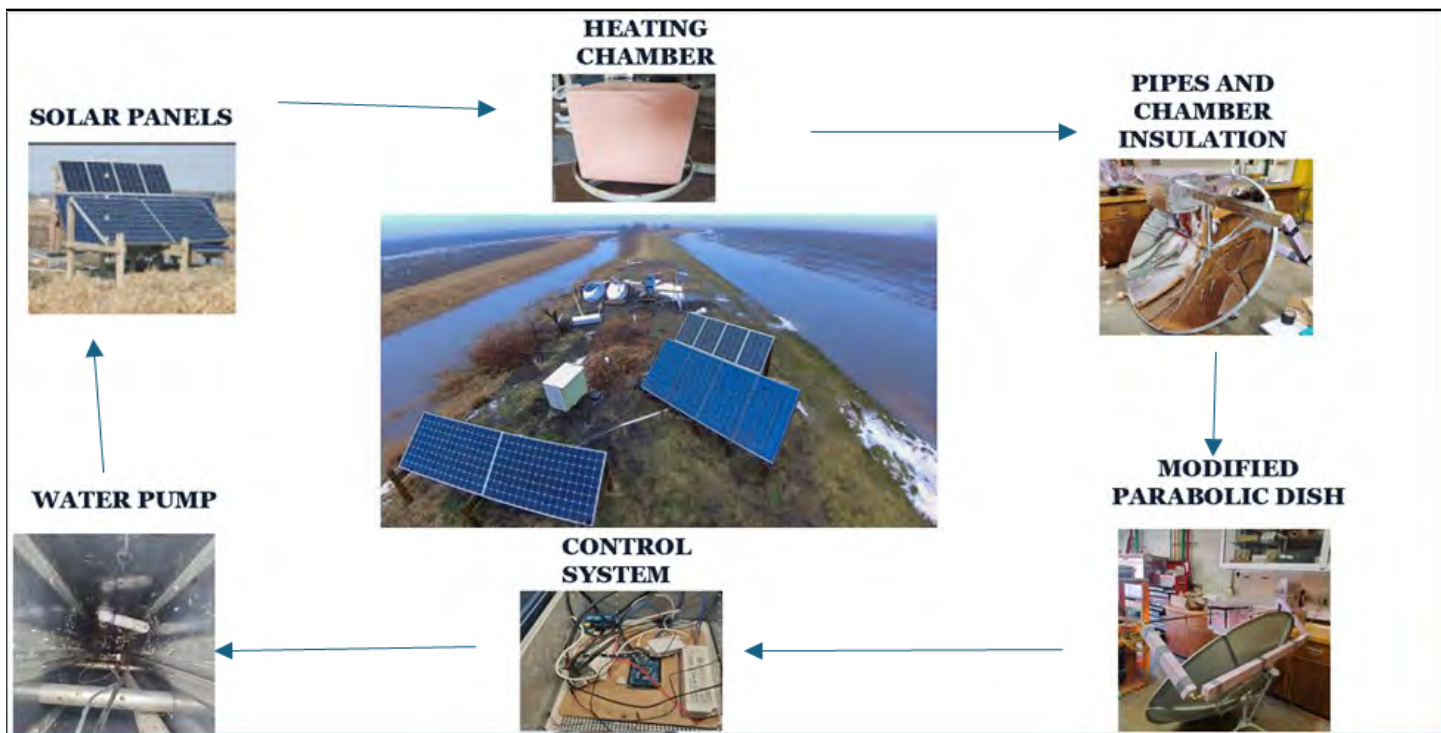 HEATING
CHAMBER
PIPES AND
CHAMBER
INSULATION
SOLAR PANELS
MODIFIED
PARABOLIC DISH
WATER PUMP
CONTROL
SYSTEM